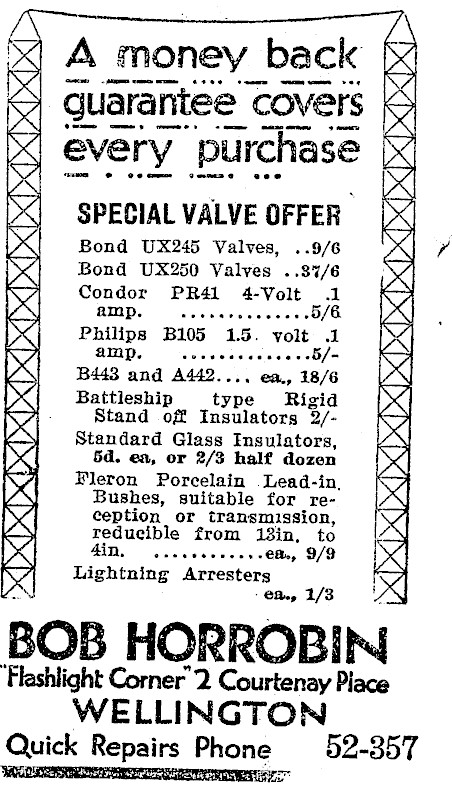 A money back
guarantee covers
every purchase
SPECIAL VALVE OFFER
Bond UX245 Valves, ..9/6
Bond UX250 Valves ..37/6
Condor PR41 4-Volt .1
amp. ..............5/6
Philips B105 1.5. volt .1
amp. ..............5/-
B443 and A442.... ea., 18/6
Battleship type Rigid
Stand off Insulators 2/-
Standard Glass Insulators,
5d. ea, or 2/3 half dozen
Fleron Porcelain Lead-in
Bushes, suitable for re-
ception or transmission,
reducible from 13in. to
4in. ............ea., 9/9
Lightning Arresters
ea., 1/3
BOB HORROBIN
"Flashlight Corner" 2 Courtenay Place
WELLINGTON
Quick Repairs Phone 52-357